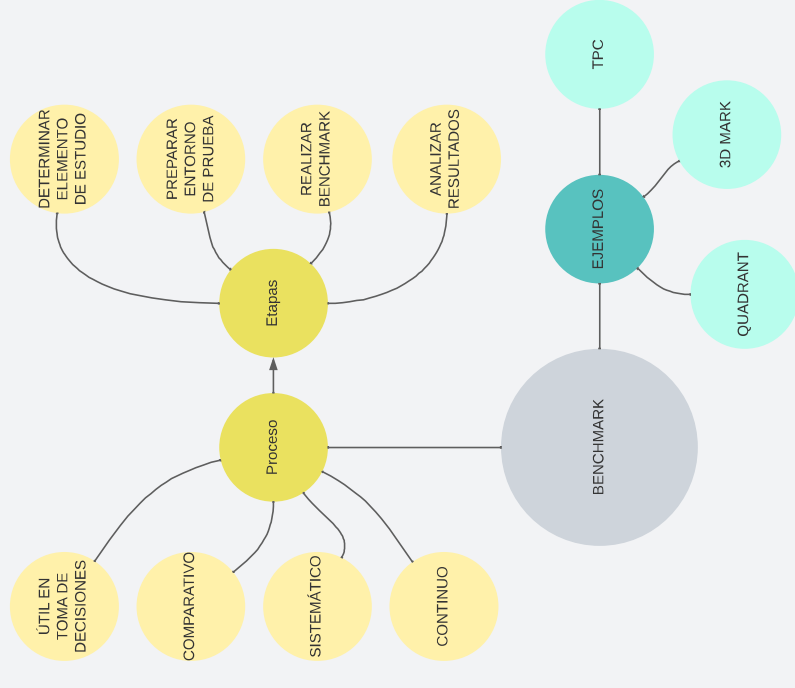 DETERMINAR
ELEMENTO
DE ESTUDIO
PREPARAR
ENTORNO
DE PRUEBA
REALIZAR
BENCHMARK
ANALIZAR
RESULTADOS
Etapas
Proceso
ÚTIL EN
TOMA DE
DECISIONES
COMPARATIVO
SISTEMÁTICO
CONTINUO
BENCHMARK
EJEMPLOS
TPC
3D MARK
QUADRANT